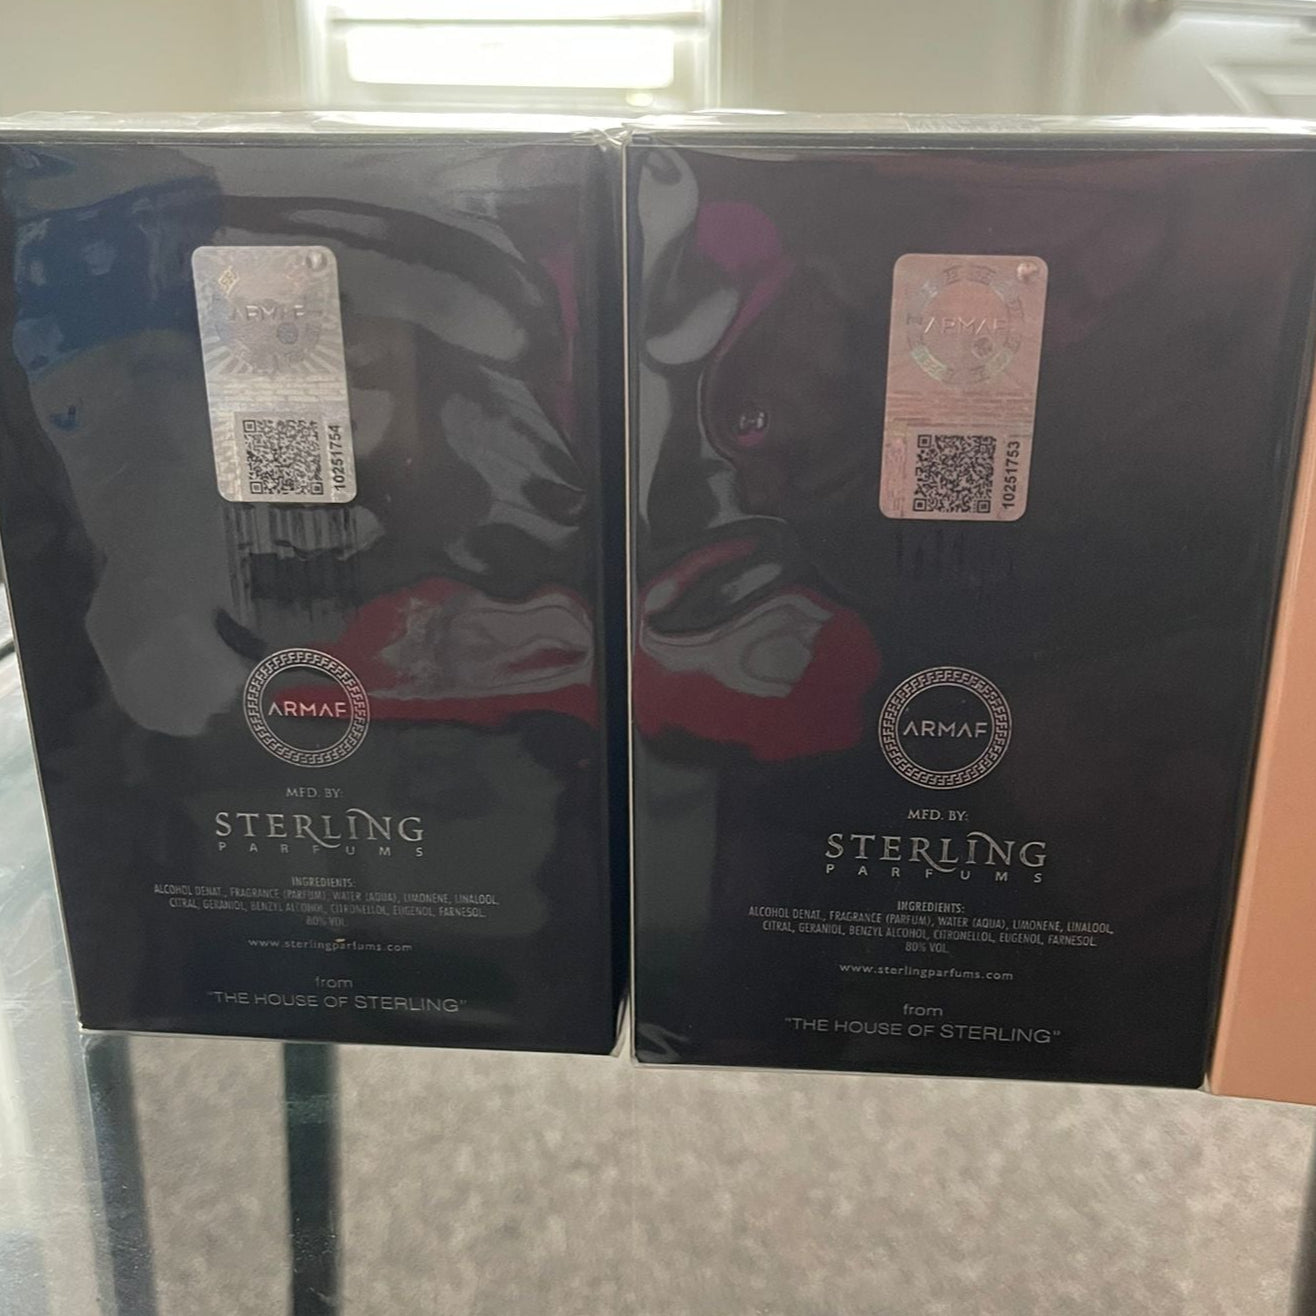 ARMAF
10251754
ARMAF
MFD. BY:
STERLING
PARFUMS
INGREDIENTS:
ALCOHOL DENAT., FRAGRANCE (PARFUM), WATER (AQUA), LIMONENE, LINALOOL,
CITRAL, GERANIOL, BENZYL ALCOHOL, CITRONELLOL, EUGENOL, FARNESOL.
80% VOL.
www.sterlingparfums.com
from
"THE HOUSE OF STERLING"
ARMAF
10251753
ARMAF
MFD. BY:
STERLING
PARFUMS
INGREDIENTS:
ALCOHOL DENAT., FRAGRANCE (PARFUM), WATER (AQUA), LIMONENE, LINALOOL,
CITRAL, GERANIOL, BENZYL ALCOHOL, CITRONELLOL, EUGENOL, FARNESOL.
80% VOL.
www.sterlingparfums.com
from
"THE HOUSE OF STERLING"